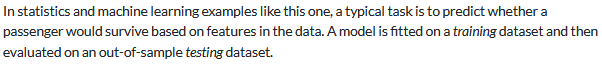 In statistics and machine learning examples like this one, a typical task is to predict whether a
passenger would survive based on features in the data. A model is fitted on a training dataset and then
evaluated on an out-of-sample testing dataset.